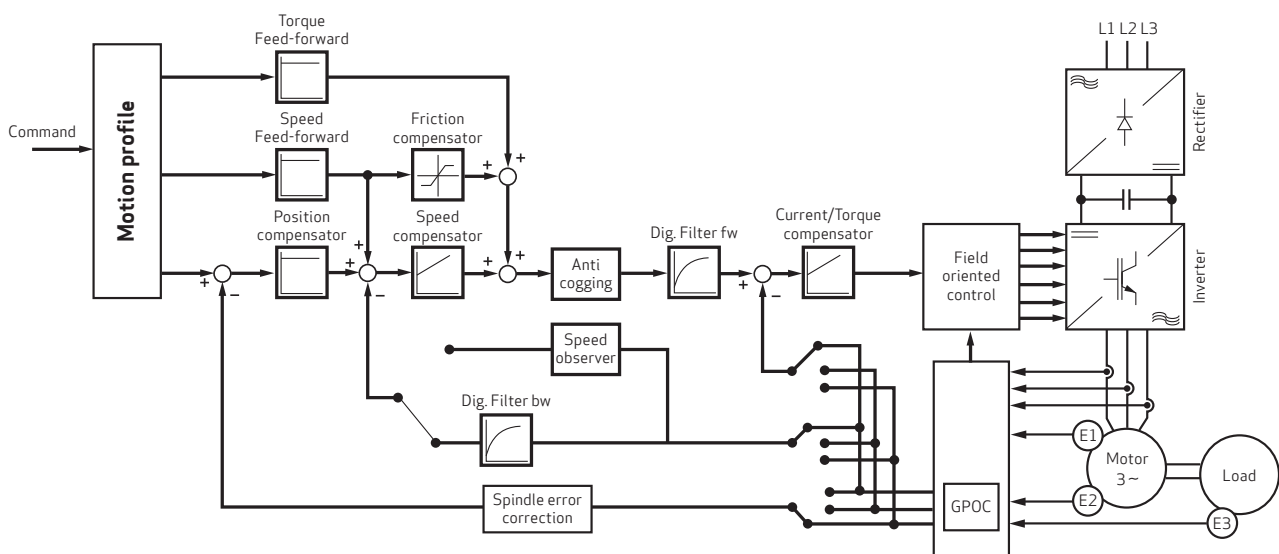 Torque
Feed-forward
L1 L2 L3
Rectifier
Command
Motion profile
Speed
Feed-forward
Friction
compensator
+
+
Position
compensator
Speed
compensator
Current/Torque
compensator
Dig. Filter fw
+
+
+
+
+
+
−
−
−
Anti
cogging
Field
oriented
control
Inverter
Speed
observer
Dig. Filter bw
E1
Motor
3~
Load
Spindle error
correction
GPOC
E2
E3